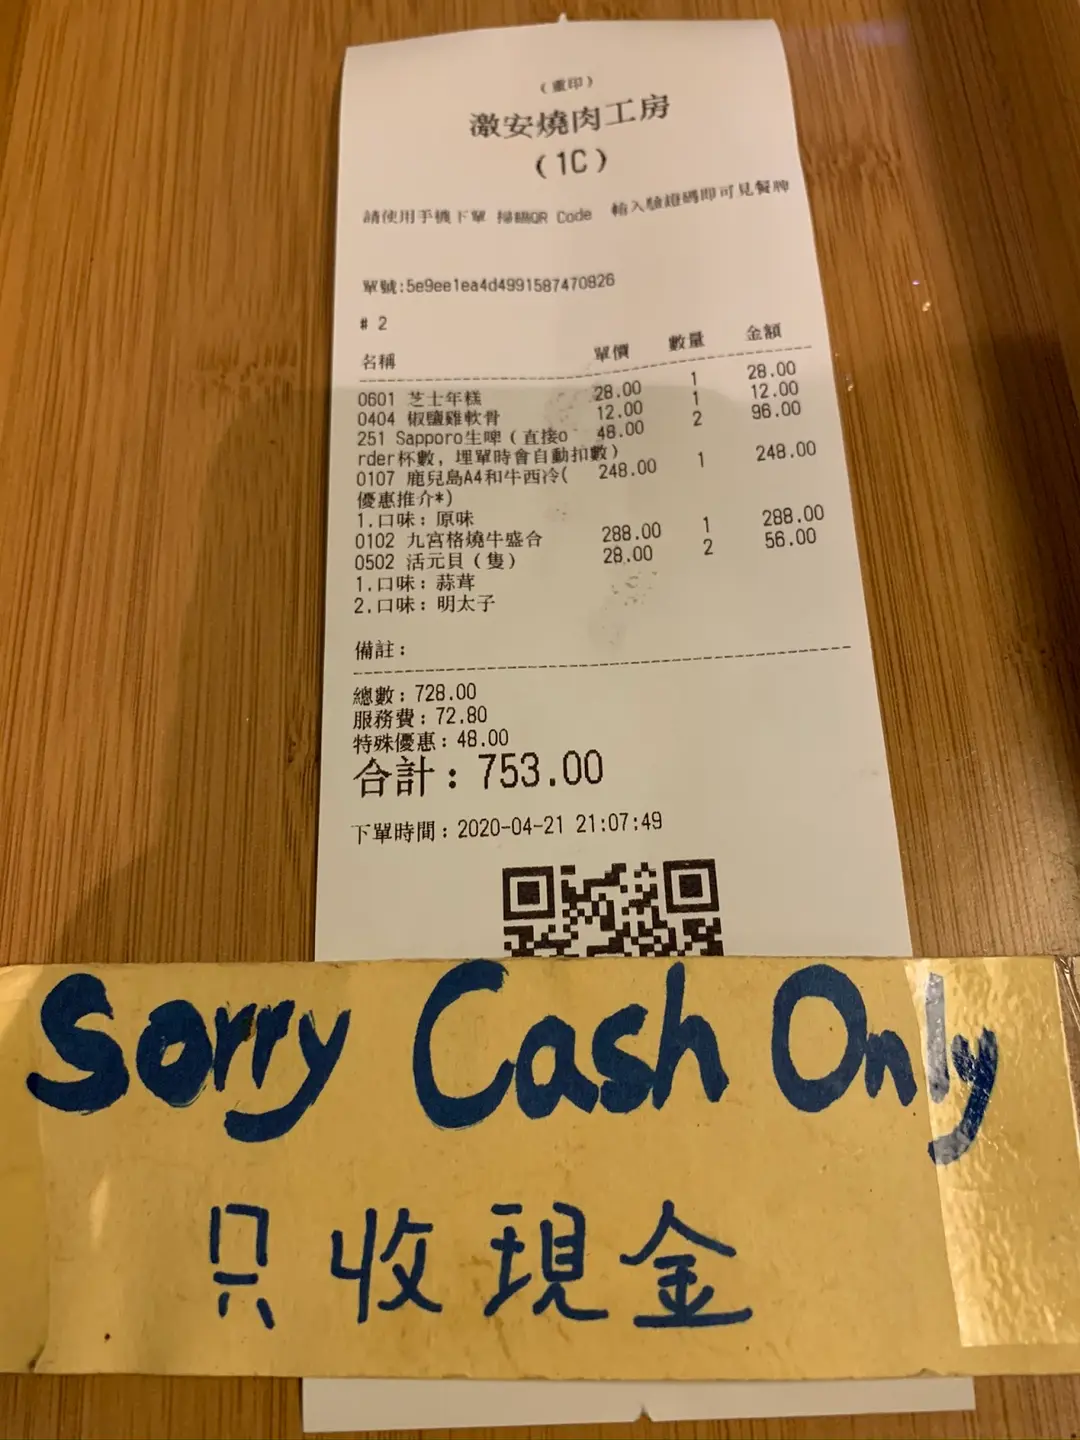 （重印）
激安燒肉工房
（1C）
請使用手機下單 掃瞄QR Code 輸入驗證碼即可見餐牌
單號:5e9ee1ea4d4991587470826
# 2
名稱 單價 數量 金額
0601 芝士年糕 28.00 1 28.00
0404 椒鹽雞軟骨 12.00 1 12.00
251 Sapporo生啤（直接o 48.00 2 96.00
rder杯數，埋單時會自動扣數）
0107 鹿兒島A4和牛西冷( 248.00 1 248.00
優惠推介*)
1.口味：原味
0102 九宮格燒牛盛合 288.00 1 288.00
0502 活元貝（隻） 28.00 2 56.00
1.口味：蒜茸
2.口味：明太子
備註：
總數：728.00
服務費：72.80
特殊優惠：48.00
合計：753.00
下單時間：2020-04-21 21:07:49
Sorry Cash Only
只收現金